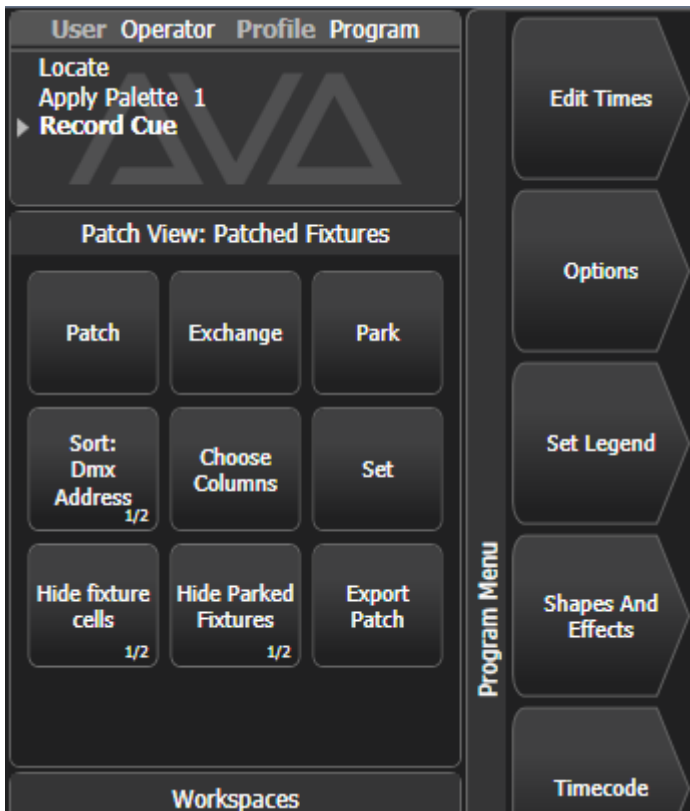 User Operator Profile Program
Locate
Apply Palette 1
Record Cue
AVO
Patch View: Patched Fixtures
Patch
Exchange
Park
Sort:
Dmx
Address
1/2
Choose
Columns
Set
Hide fixture
cells
1/2
Hide Parked
Fixtures
1/2
Export
Patch
Workspaces
Program Menu
Edit Times
Options
Set Legend
Shapes And
Effects
Timecode